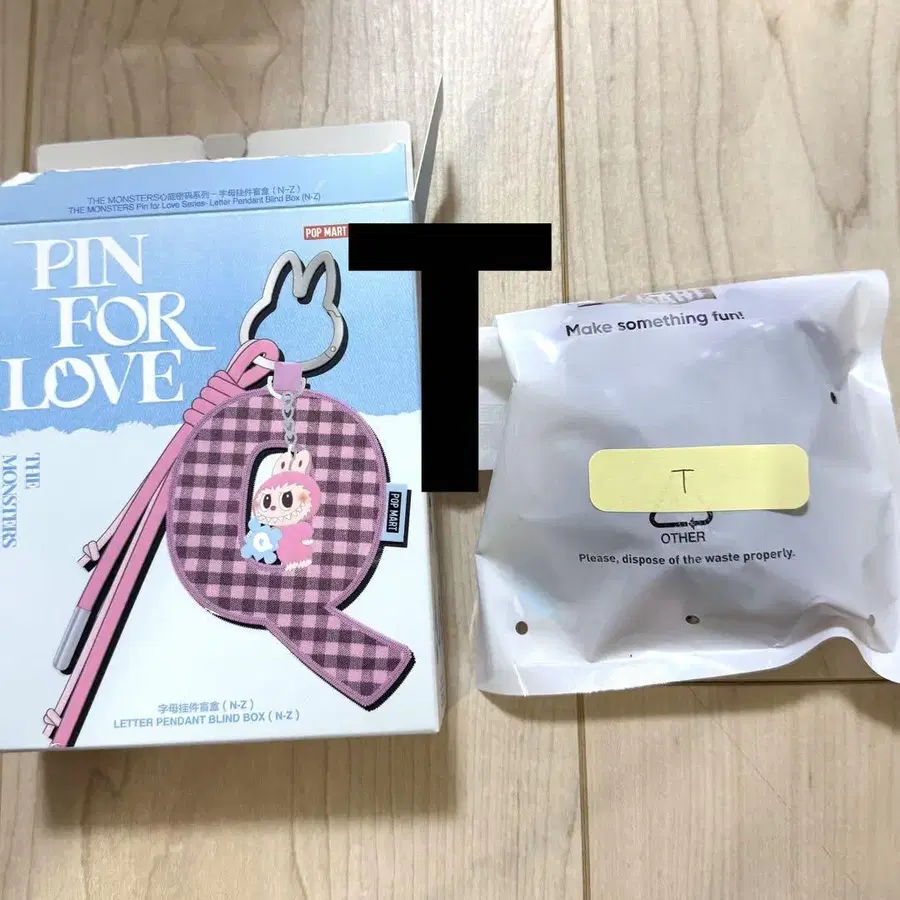 THE MONSTERS心底密码系列－字母挂件盲盒（N-Z）
THE MONSTERS Pin for Love Series- Letter Pendant Blind Box (N-Z)
POP MART
PIN
FOR
LOVE
THE
MONSTERS
POP MART
Q
字母挂件盲盒（N-Z）
LETTER PENDANT BLIND BOX ( N-Z )
T
Make something fun!
T
OTHER
Please, dispose of the waste properly.